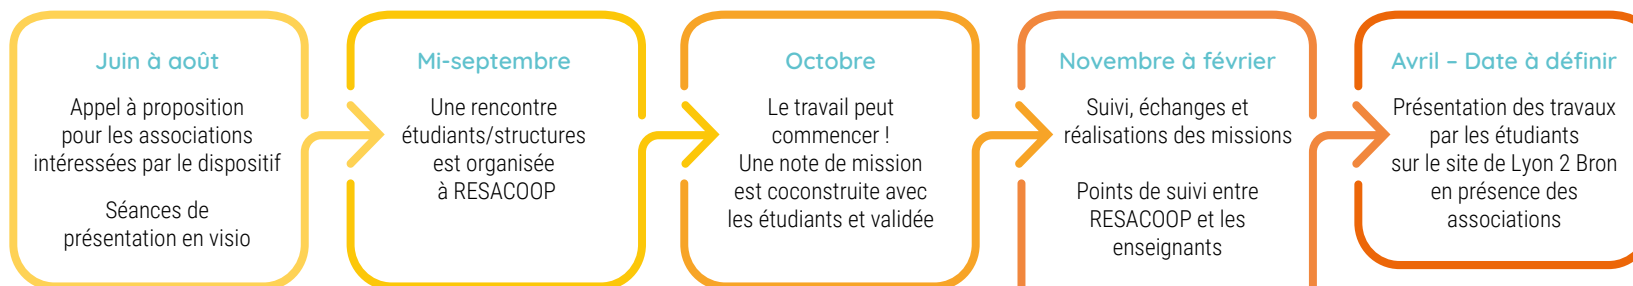 Juin à août
Appel à proposition
pour les associations
intéressées par le dispositif
Séances de
présentation en visio
Mi-septembre
Une rencontre
étudiants/structures
est organisée
à RESACOOP
Octobre
Le travail peut
commencer !
Une note de mission
est coconstruite avec
les étudiants et validée
Novembre à février
Suivi, échanges et
réalisations des missions
Points de suivi entre
RESACOOP et les
enseignants
Avril – Date à définir
Présentation des travaux
par les étudiants
sur le site de Lyon 2 Bron
en présence des
associations